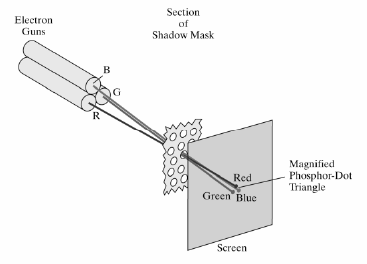 Electron
Guns
Section
of
Shadow Mask
B
G
R
Red
Green Blue
Magnified
Phosphor-Dot
Triangle
Screen